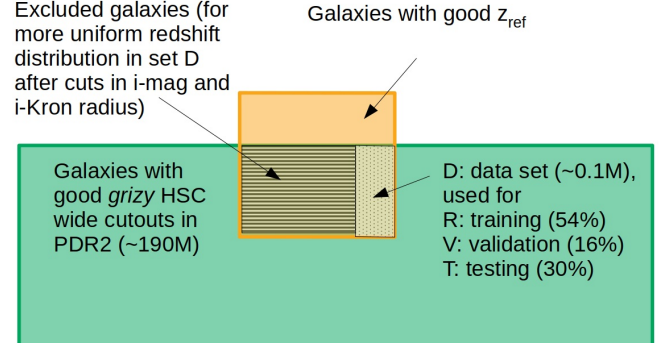 Excluded galaxies (for
more uniform redshift
distribution in set D
after cuts in i-mag and
i-Kron radius)
Galaxies with good z_ref
Galaxies with
good grizy HSC
wide cutouts in
PDR2 (~190M)
D: data set (~0.1M),
used for
R: training (54%)
V: validation (16%)
T: testing (30%)